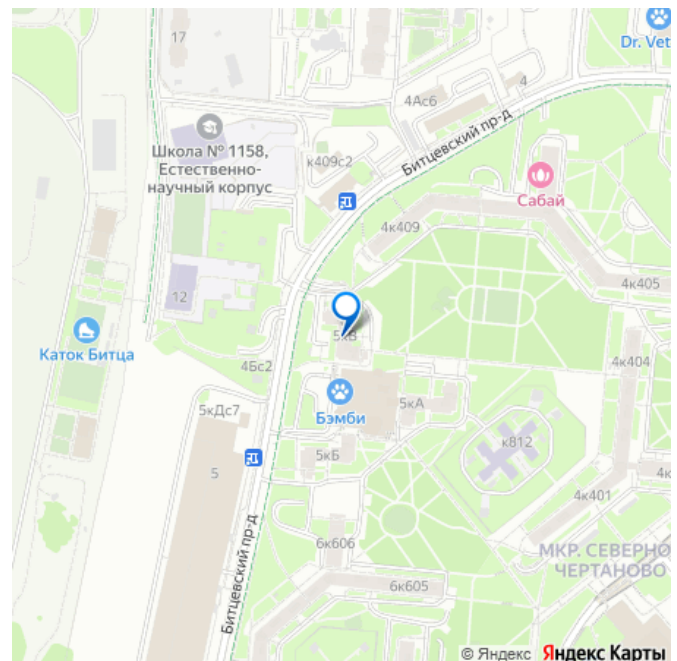 17
Dr. Vet
4
4Ас6
Битцевский пр-д
Школа № 1158,
Естественно-
научный корпус
к409с2
Сабай
4к409
4к405
12
5кВ
Каток Битца
4Бс2
4к404
5кДс7
Бэмби
5кА
к812
5кБ
5
4к401
4к
6к606
МКР. СЕВЕРНО
ЧЕРТАНОВО
6к605
Битцевский пр-д
© Яндекс Яндекс Карты